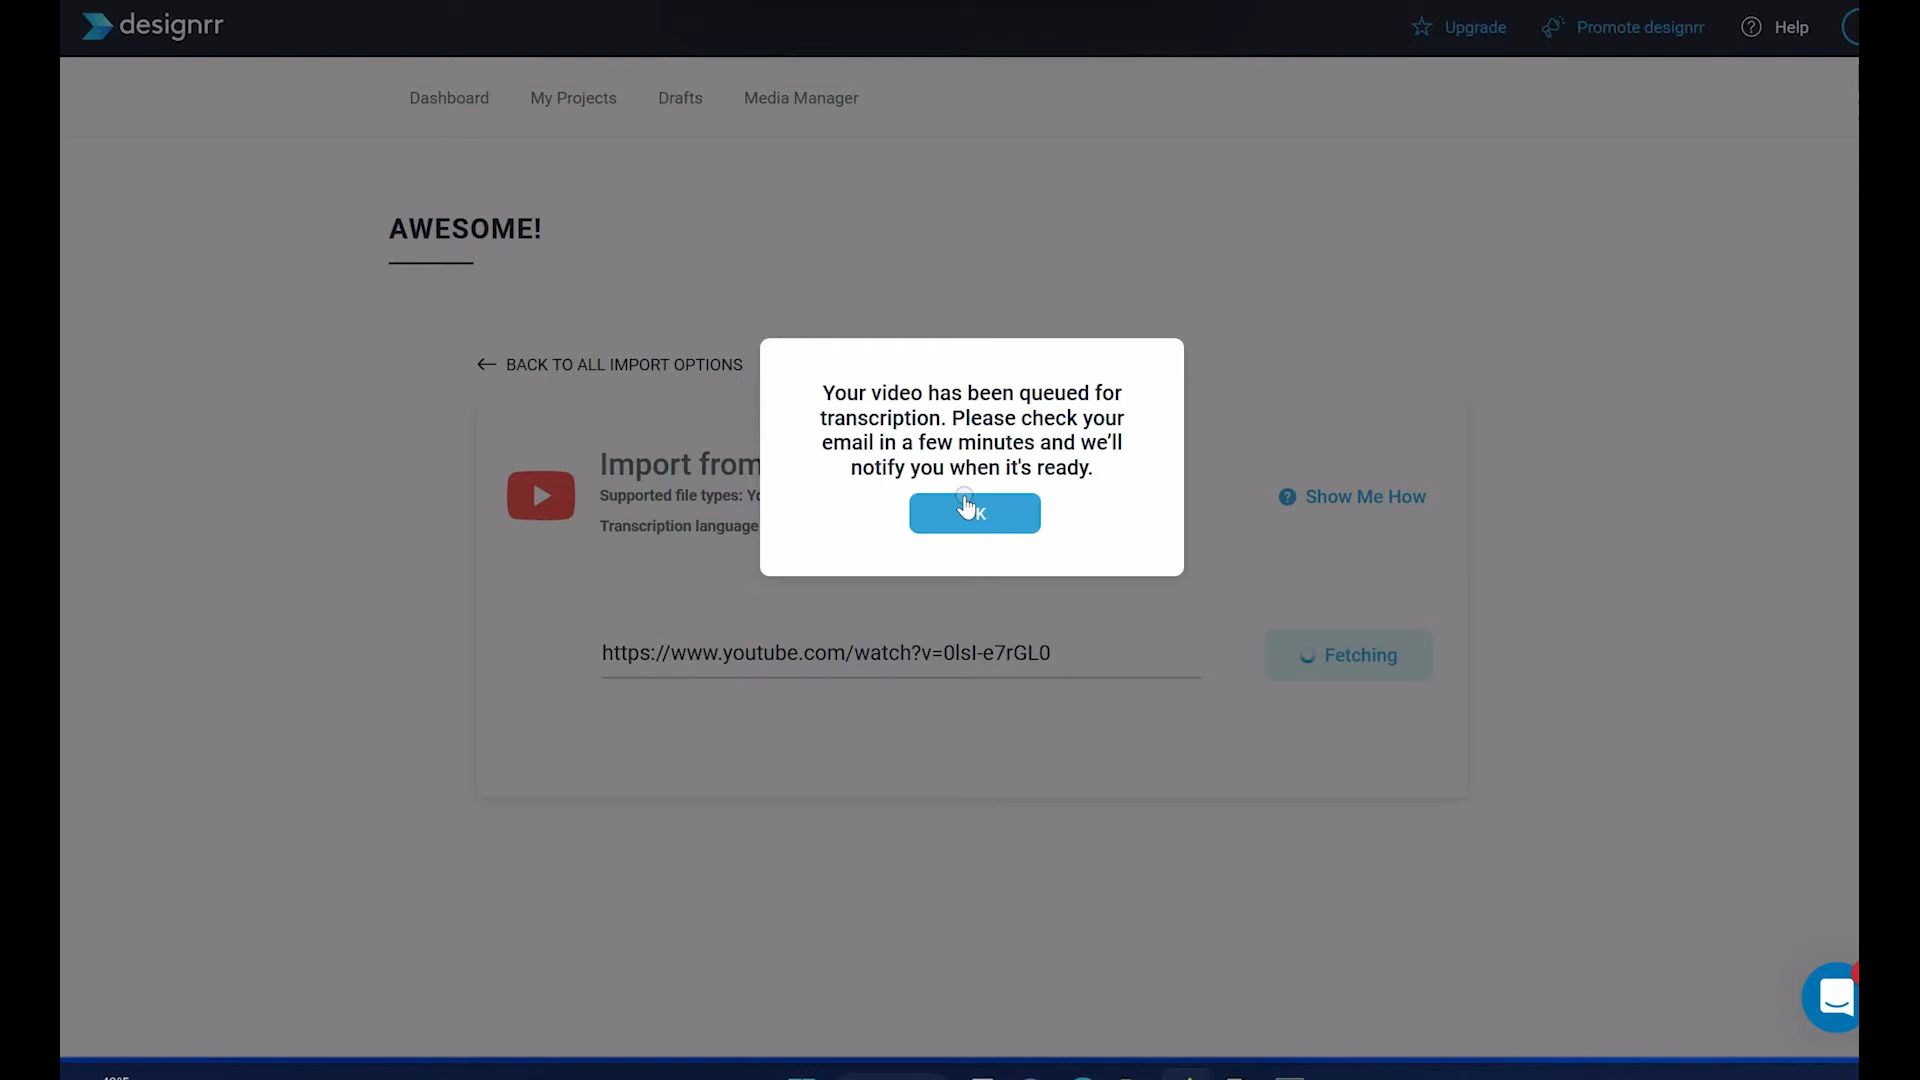 designrr
Upgrade
Promote designrr
Help
Dashboard
My Projects
Drafts
Media Manager
AWESOME!
BACK TO ALL IMPORT OPTIONS
Your video has been queued for
transcription. Please check your
email in a few minutes and we'll
notify you when it's ready.
K
Import from
Supported file types:
Transcription language
Show Me How
https://www.youtube.com/watch?v=0lsI-e7rGL0
Fetching